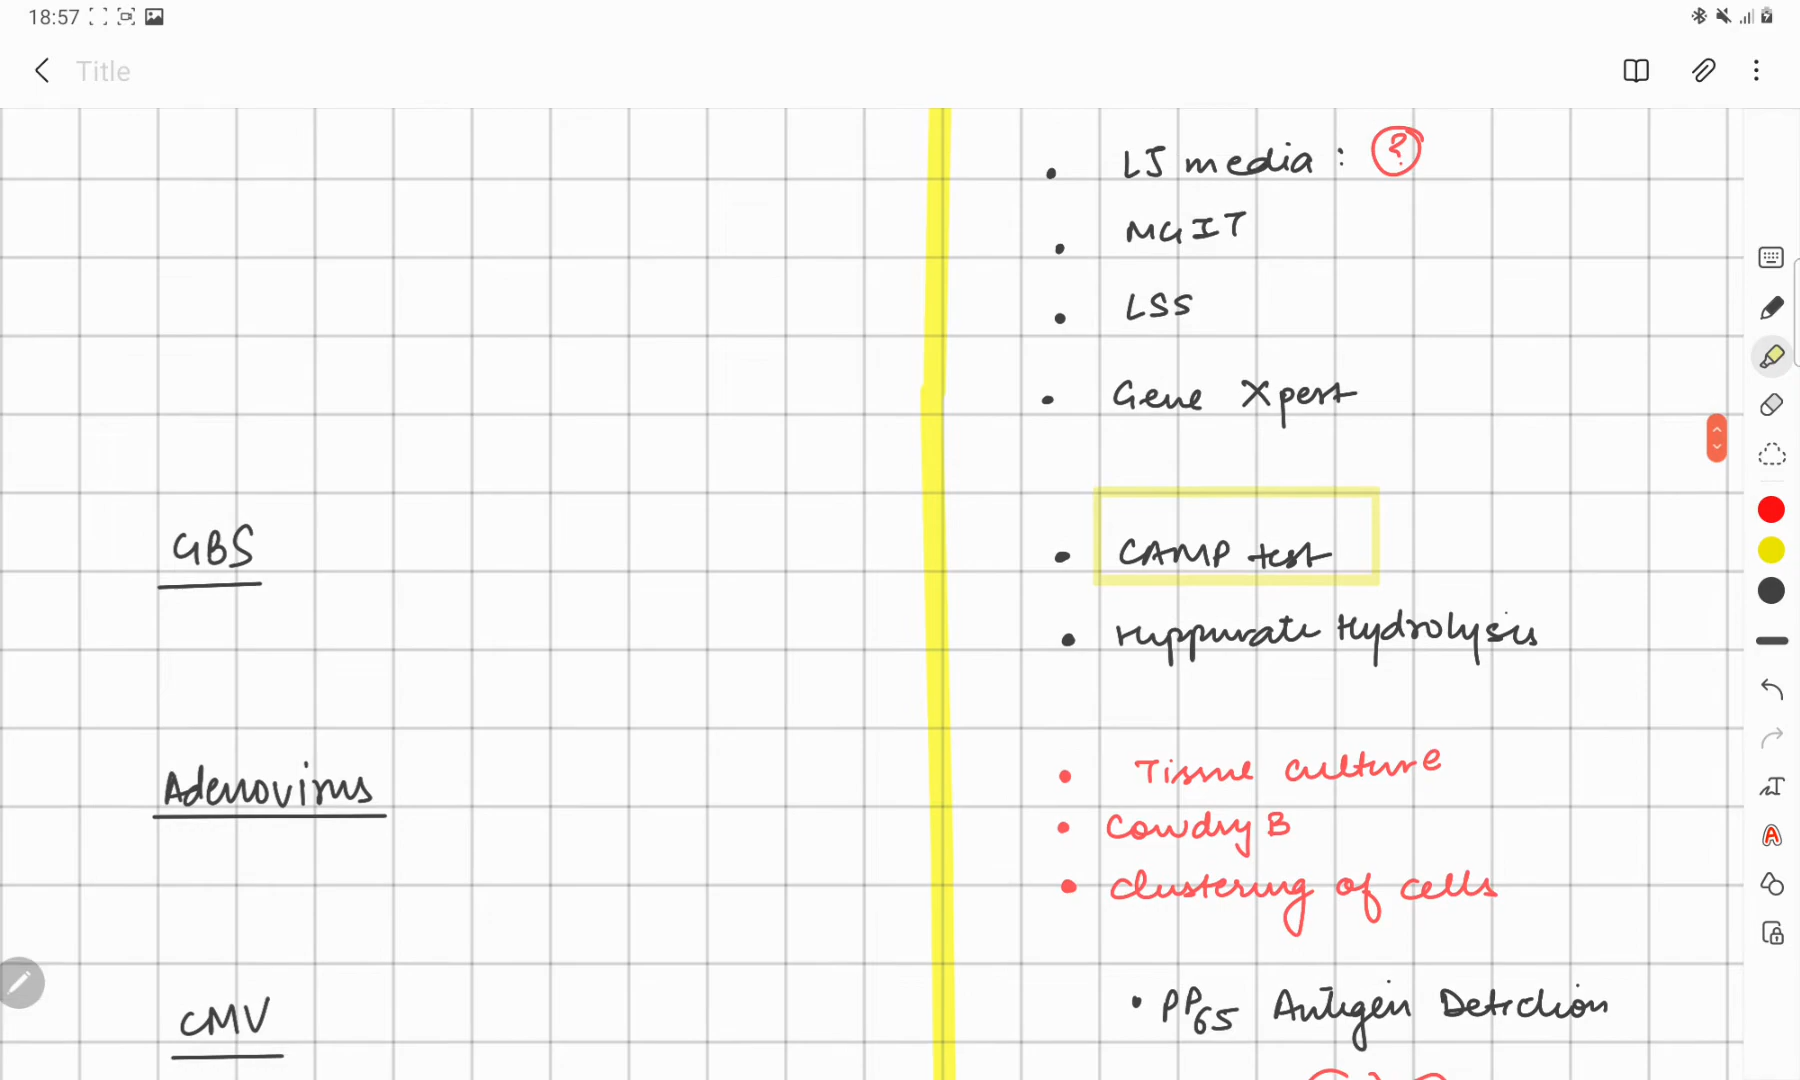 18:57
Title
• LJ media : ?
• MGIT
• LSS
• Gene Xpert
GBS
• CAMP test
• Hippurate Hydrolysis
Adenovirus
• Tissue culture
• Cowdry B
• clustering of cells
CMV
• PP65 Antigen Detection